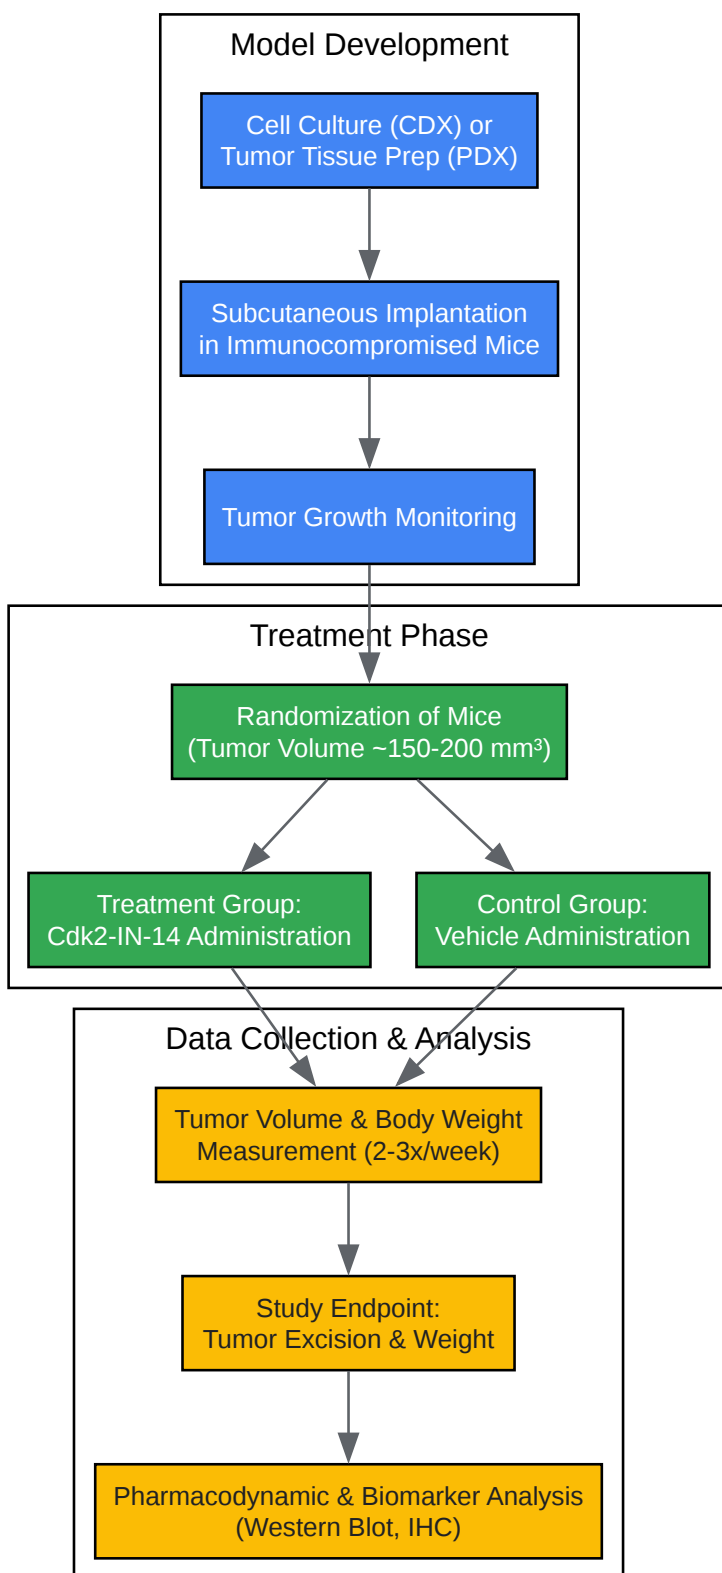 Model Development
Cell Culture (CDX) or
Tumor Tissue Prep (PDX)
Subcutaneous Implantation
in Immunocompromised Mice
Tumor Growth Monitoring
Treatment Phase
Randomization of Mice
(Tumor Volume ~150-200 mm³)
Treatment Group:
Cdk2-IN-14 Administration
Control Group:
Vehicle Administration
Data Collection & Analysis
Tumor Volume & Body Weight
Measurement (2-3x/week)
Study Endpoint:
Tumor Excision & Weight
Pharmacodynamic & Biomarker Analysis
(Western Blot, IHC)